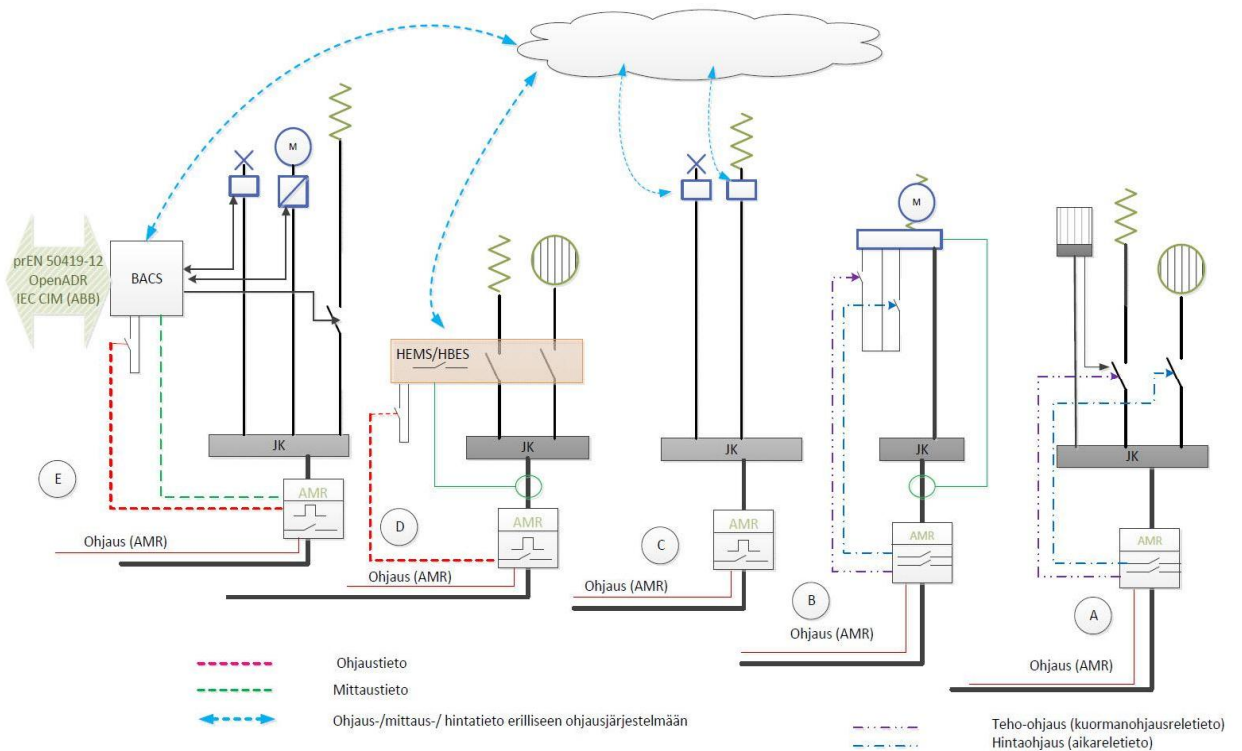 M
prEN 50419-12
OpenADR
IEC CIM (ABB)
BACS
HEMS/HBES
M
JK
JK
JK
JK
JK
E
AMR
D
AMR
C
AMR
B
AMR
A
AMR
Ohjaus (AMR)
Ohjaus (AMR)
Ohjaus (AMR)
Ohjaus (AMR)
Ohjaus (AMR)
Ohjaustieto
Mittaustieto
Ohjaus-/mittaus-/ hintatieto erilliseen ohjausjärjestelmään
Teho-ohjaus (kuormanohjausreletieto)
Hintaohjaus (aikareletieto)